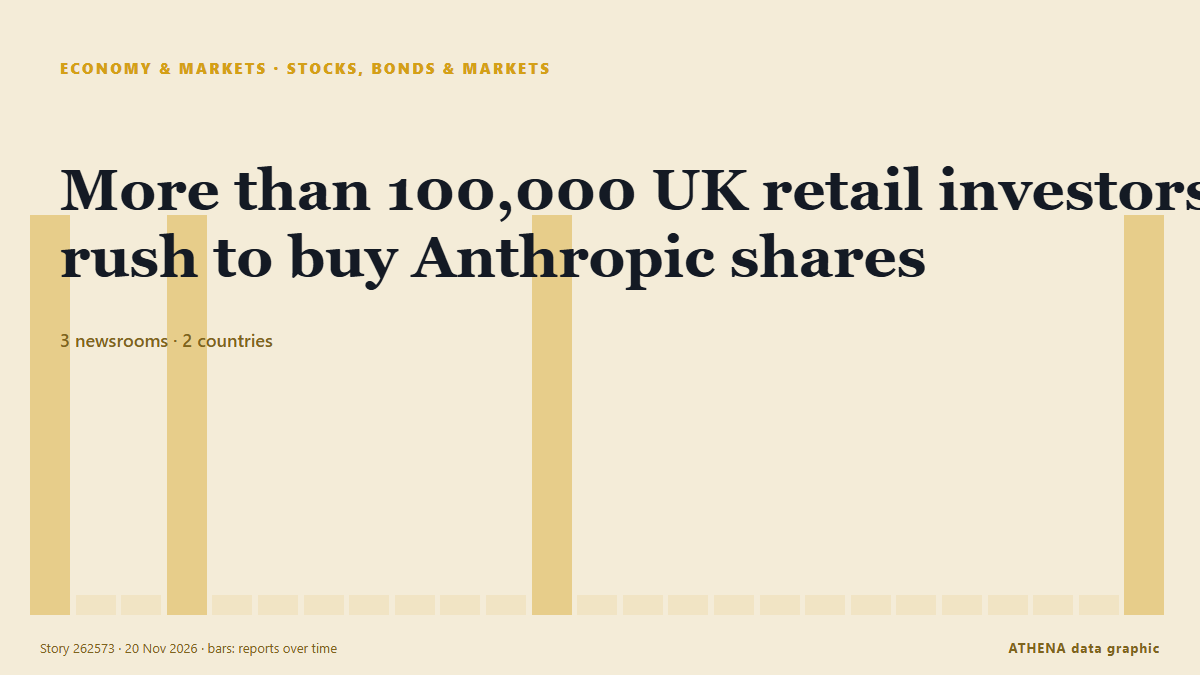 ECONOMY & MARKETS · STOCKS, BONDS & MARKETS
More than 100,000 UK retail investors
rush to buy Anthropic shares
3 newsrooms · 2 countries
Story 262573 · 20 Nov 2026 · bars: reports over time
ATHENA data graphic